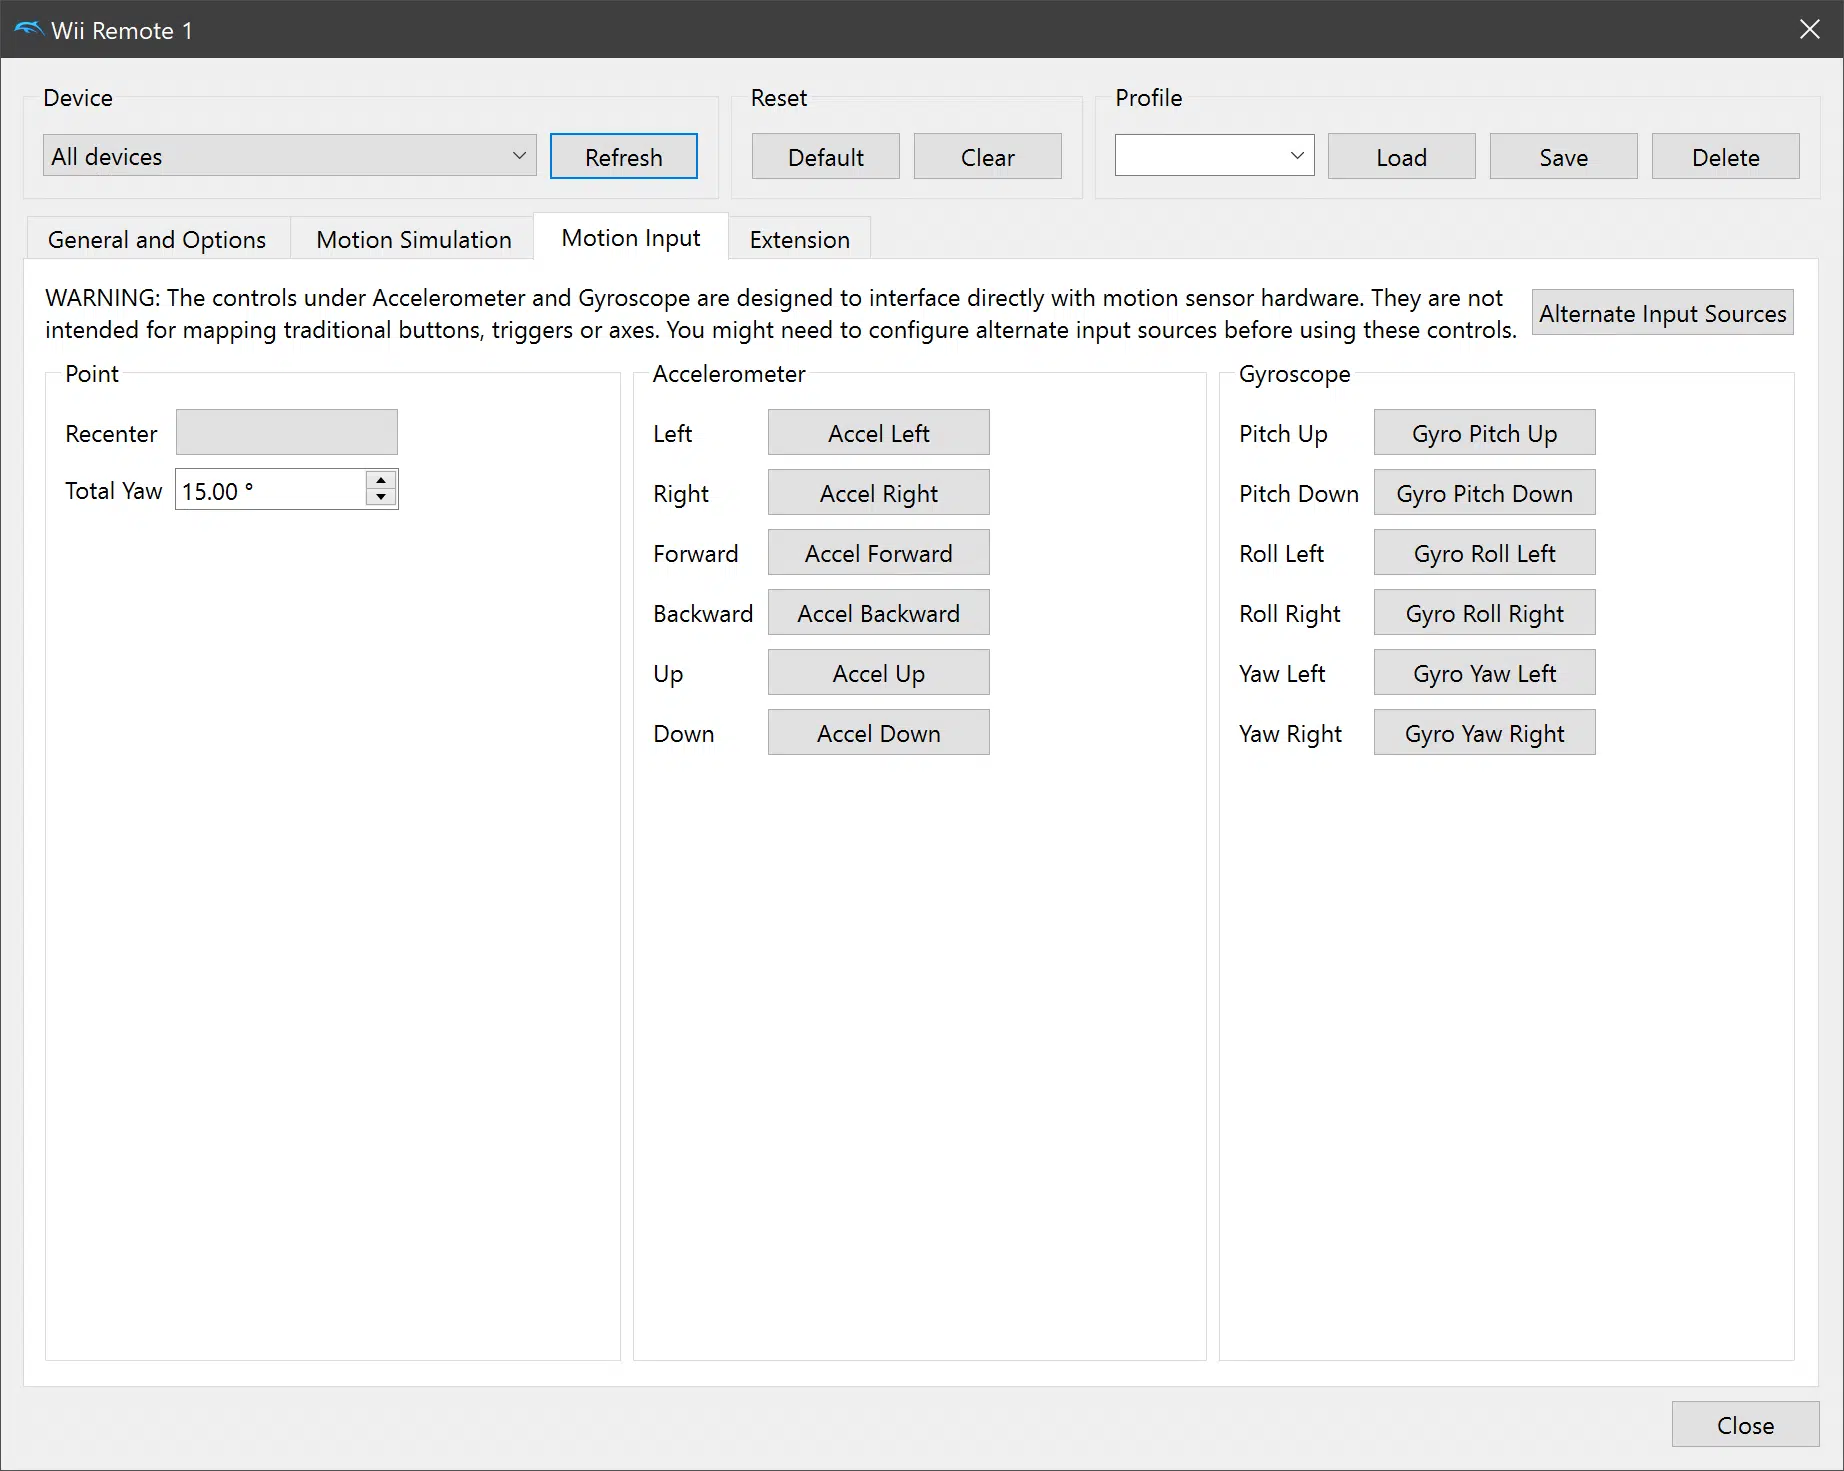 Wii Remote 1
Device
Reset
Profile
All devices
Refresh
Default
Clear
Load
Save
Delete
General and Options
Motion Simulation
Motion Input
Extension
WARNING: The controls under Accelerometer and Gyroscope are designed to interface directly with motion sensor hardware. They are not
intended for mapping traditional buttons, triggers or axes. You might need to configure alternate input sources before using these controls.
Alternate Input Sources
Point
Recenter
Total Yaw 15.00 °
Accelerometer
Left Accel Left
Right Accel Right
Forward Accel Forward
Backward Accel Backward
Up Accel Up
Down Accel Down
Gyroscope
Pitch Up Gyro Pitch Up
Pitch Down Gyro Pitch Down
Roll Left Gyro Roll Left
Roll Right Gyro Roll Right
Yaw Left Gyro Yaw Left
Yaw Right Gyro Yaw Right
Close